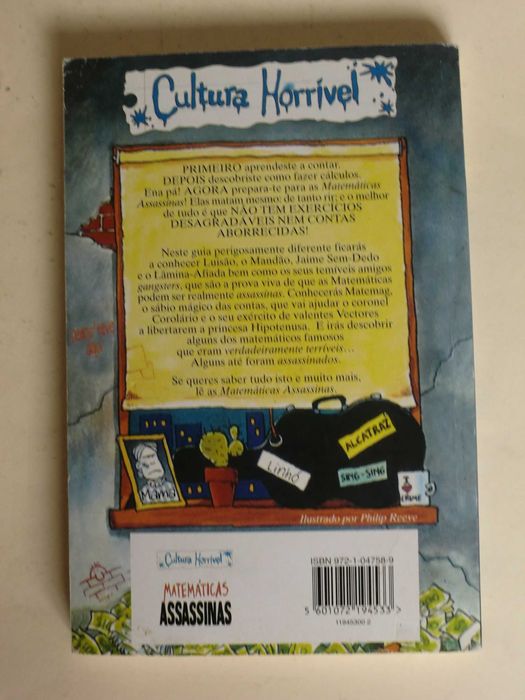 Cultura Horrível
PRIMEIRO aprendeste a contar.
DEPOIS descobriste como fazer cálculos.
Ena pá! AGORA prepara-te para as Matemáticas
Assassinas! Elas matam mesmo: de tanto rir; e o melhor
de tudo é que NÃO TEM EXERCÍCIOS
DESAGRADÁVEIS NEM CONTAS
ABORRECIDAS!
Neste guia perigosamente diferente ficarás
a conhecer Luisão, o Mandão, Jaime Sem-Dedo
e o Lâmina-Afiada bem como os seus temíveis amigos
gangsters, que são a prova viva de que as Matemáticas
podem ser realmente assassinas. Conhecerás Matemag,
o sábio mágico das contas, que vai ajudar o coronel
Corolário e o seu exército de valentes Vectores
a libertarem a princesa Hipotenusa. E irás descobrir
alguns dos matemáticos famosos
que eram verdadeiramente terríveis...
Alguns até foram assassinados.
Se queres saber tudo isto e muito mais,
lê as Matemáticas Assassinas.
ALCATRAZ
Linhó
SING-SING
I
CRIME
Mamã
Ilustrado por Philip Reeve
Cultura Horrível
MATEMÁTICAS
ASSASSINAS
ISBN 972-1-04758-9
5 601072 194533 >
11945300 2